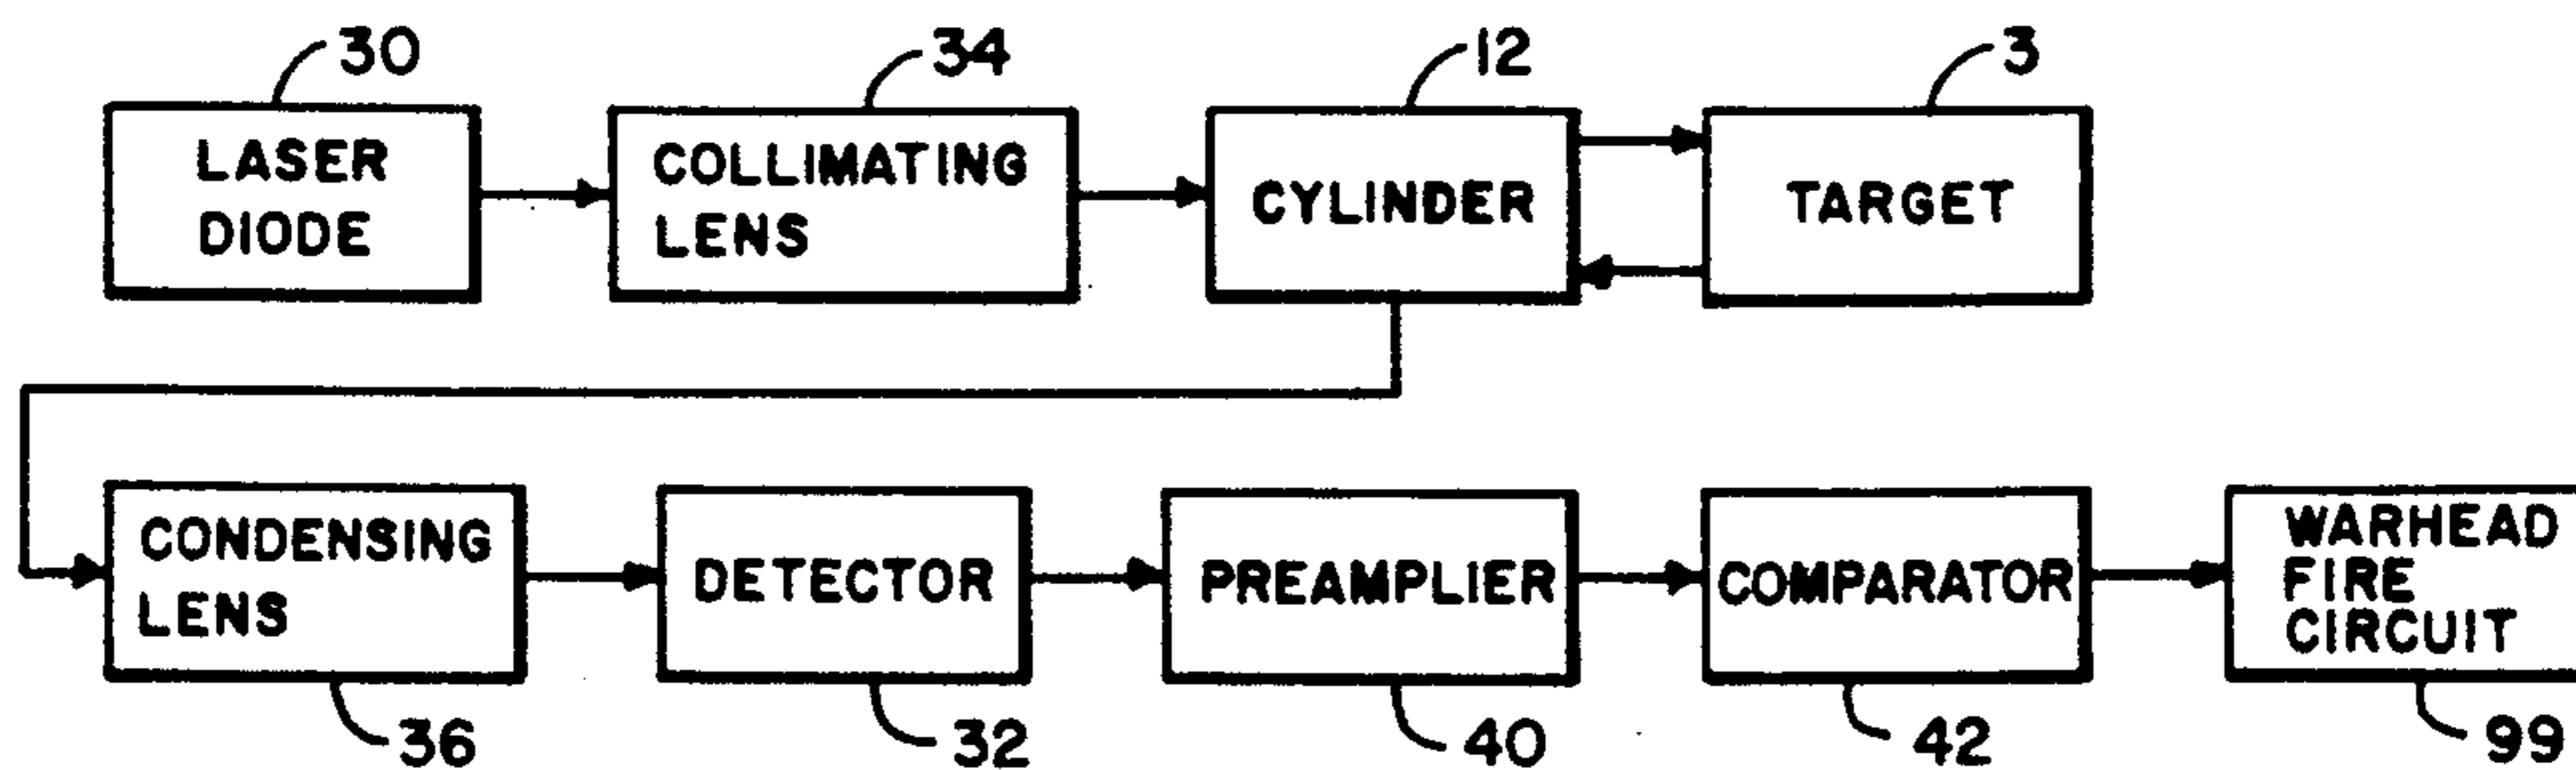 30
34
12
3
LASER
DIODE
COLLIMATING
LENS
CYLINDER
TARGET
CONDENSING
LENS
DETECTOR
PREAMPLIER
COMPARATOR
WARHEAD
FIRE
CIRCUIT
36
32
40
42
99